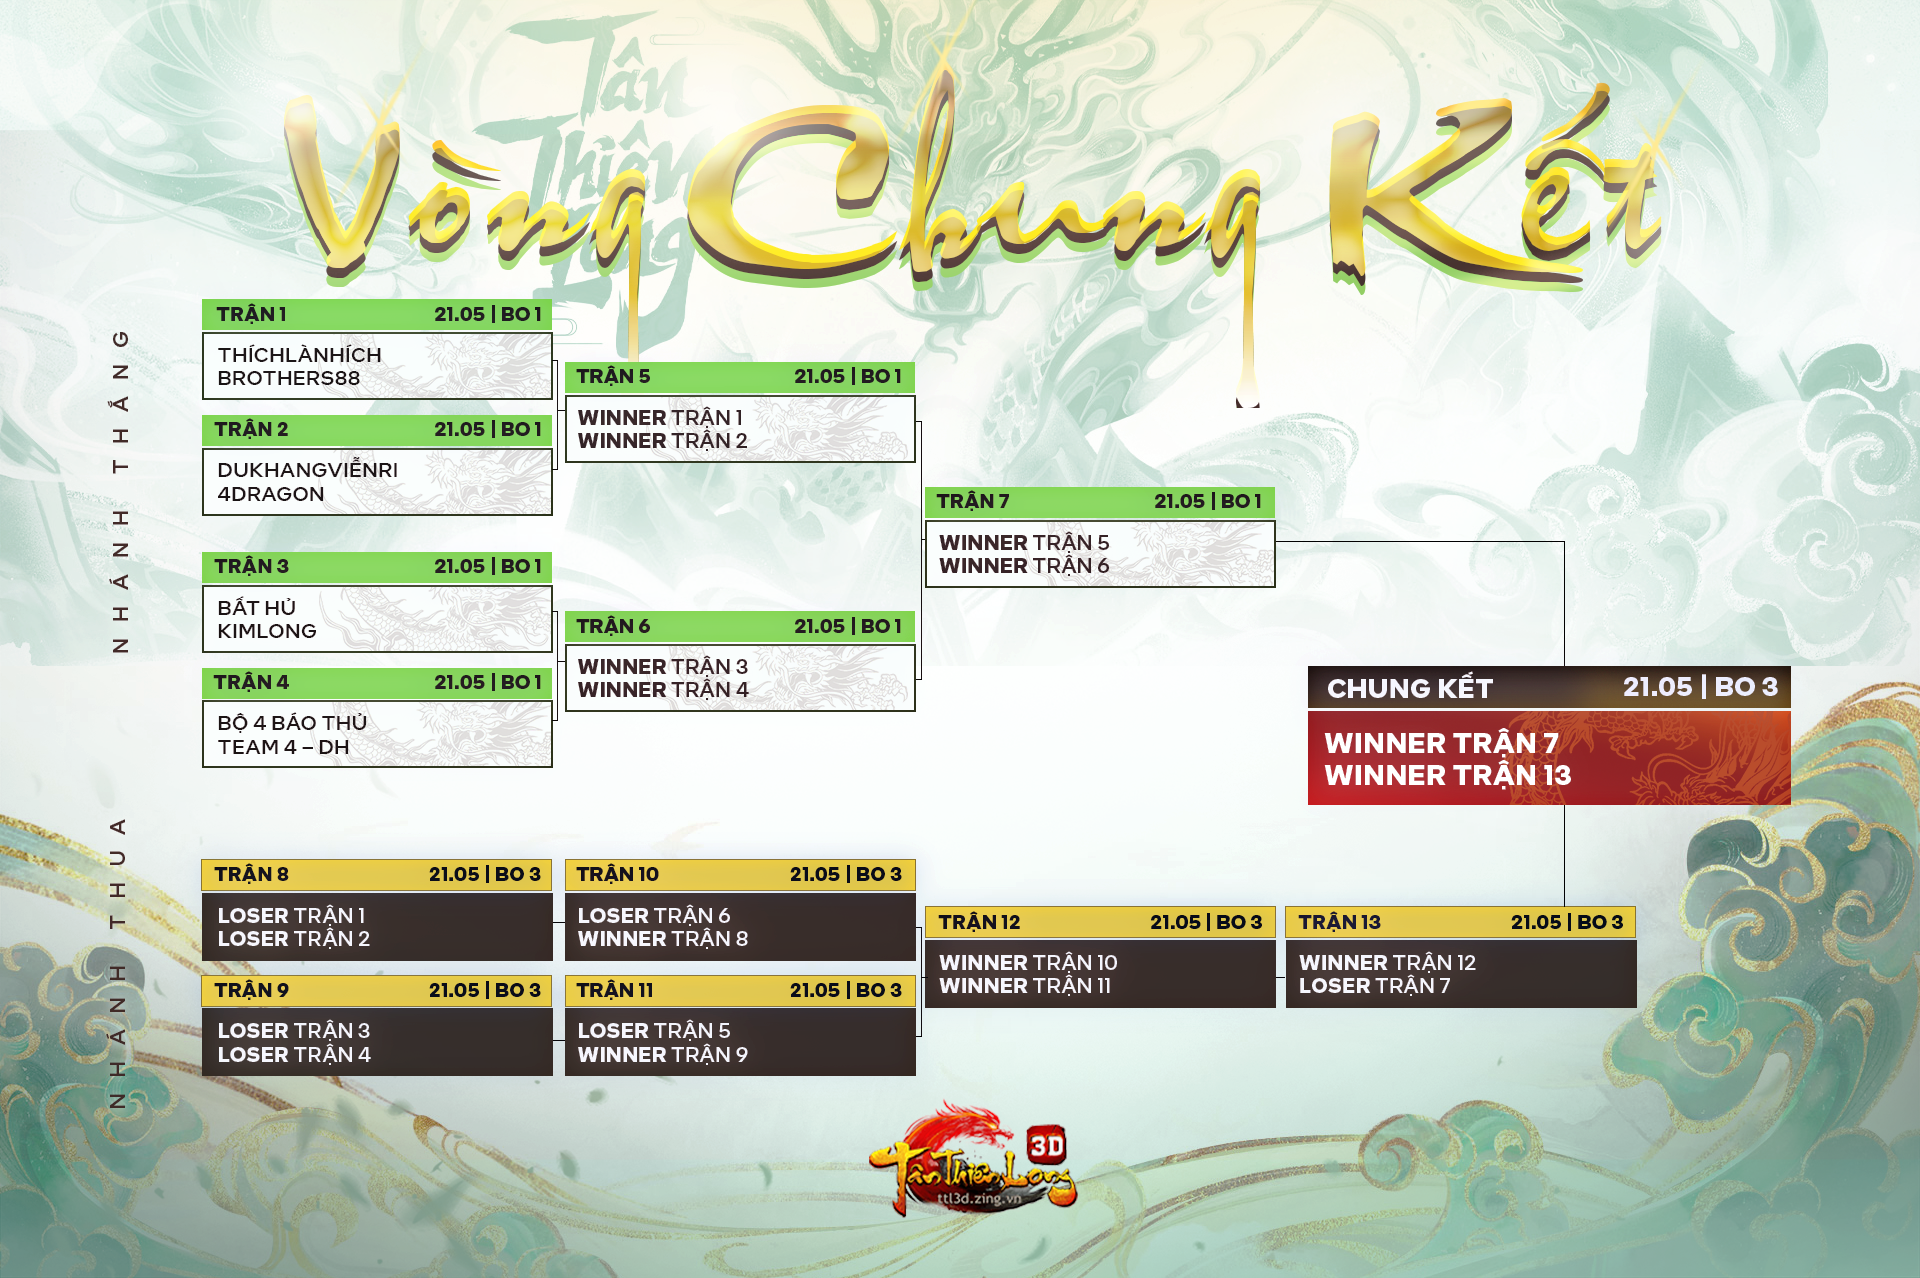 Tân
Thiên
Long
Vòng Chung Kết
NHÁNH THẮNG
TRẬN 1 21.05 | BO 1
THÍCHLÀNHÍCH
BROTHERS88
TRẬN 2 21.05 | BO 1
DUKHANGVIỄNRI
4DRAGON
TRẬN 3 21.05 | BO 1
BẤT HỦ
KIMLONG
TRẬN 4 21.05 | BO 1
BỘ 4 BÁO THỦ
TEAM 4 – DH
TRẬN 5 21.05 | BO 1
WINNER TRẬN 1
WINNER TRẬN 2
TRẬN 6 21.05 | BO 1
WINNER TRẬN 3
WINNER TRẬN 4
TRẬN 7 21.05 | BO 1
WINNER TRẬN 5
WINNER TRẬN 6
CHUNG KẾT 21.05 | BO 3
WINNER TRẬN 7
WINNER TRẬN 13
NHÁNH THUA
TRẬN 8 21.05 | BO 3
LOSER TRẬN 1
LOSER TRẬN 2
TRẬN 9 21.05 | BO 3
LOSER TRẬN 3
LOSER TRẬN 4
TRẬN 10 21.05 | BO 3
LOSER TRẬN 6
WINNER TRẬN 8
TRẬN 11 21.05 | BO 3
LOSER TRẬN 5
WINNER TRẬN 9
TRẬN 12 21.05 | BO 3
WINNER TRẬN 10
WINNER TRẬN 11
TRẬN 13 21.05 | BO 3
WINNER TRẬN 12
LOSER TRẬN 7
Tân Thiên Long 3D
ttl3d.zing.vn